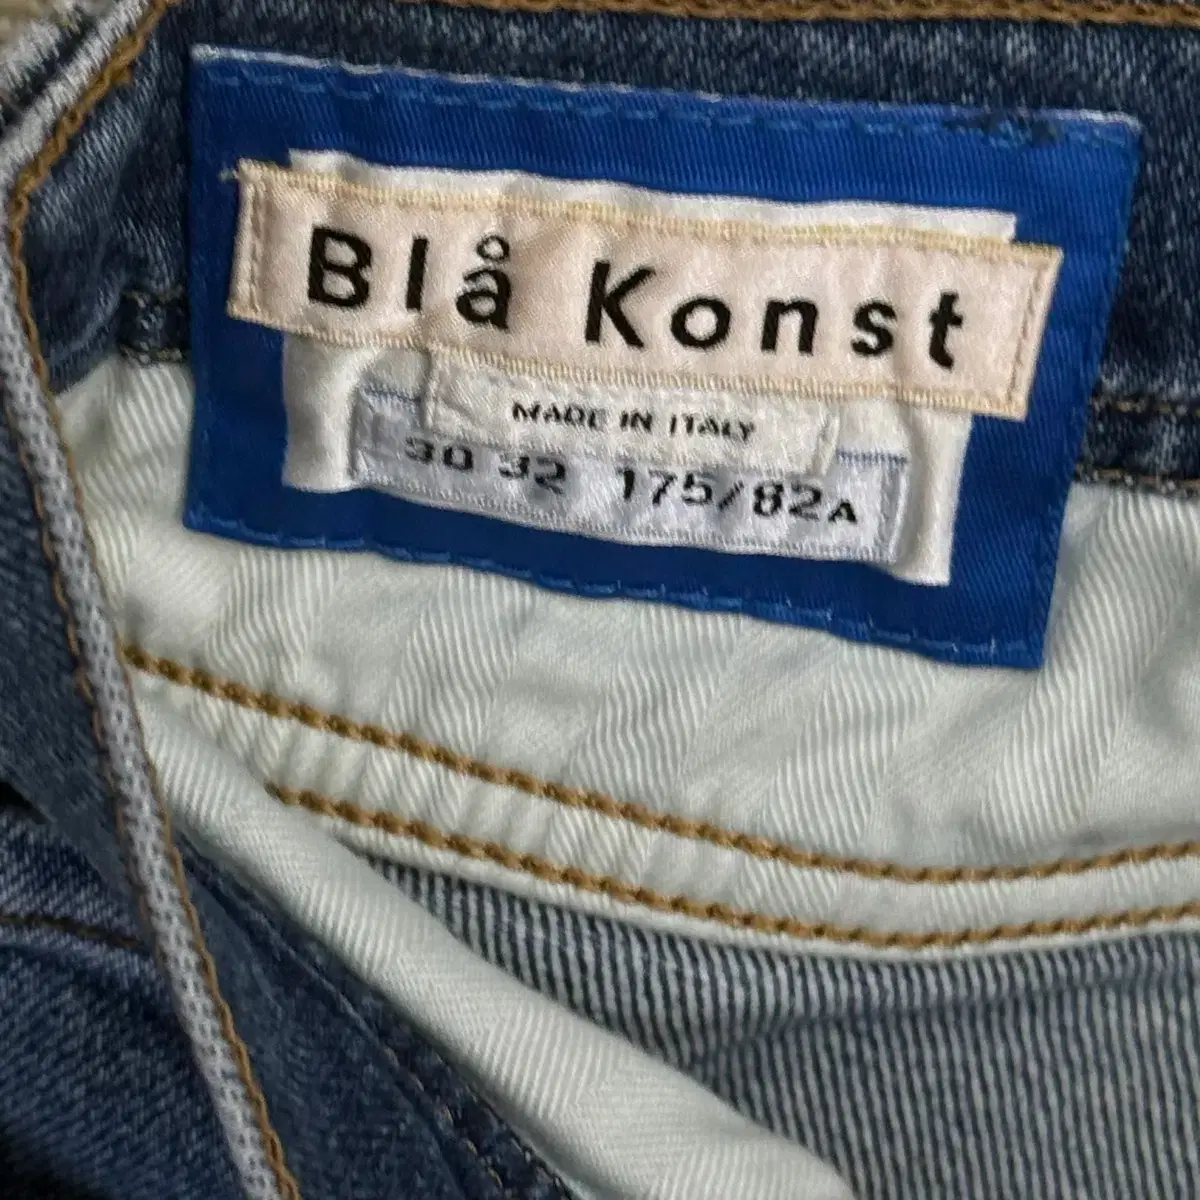 Blå Konst
MADE IN ITALY
30 32 175/82A